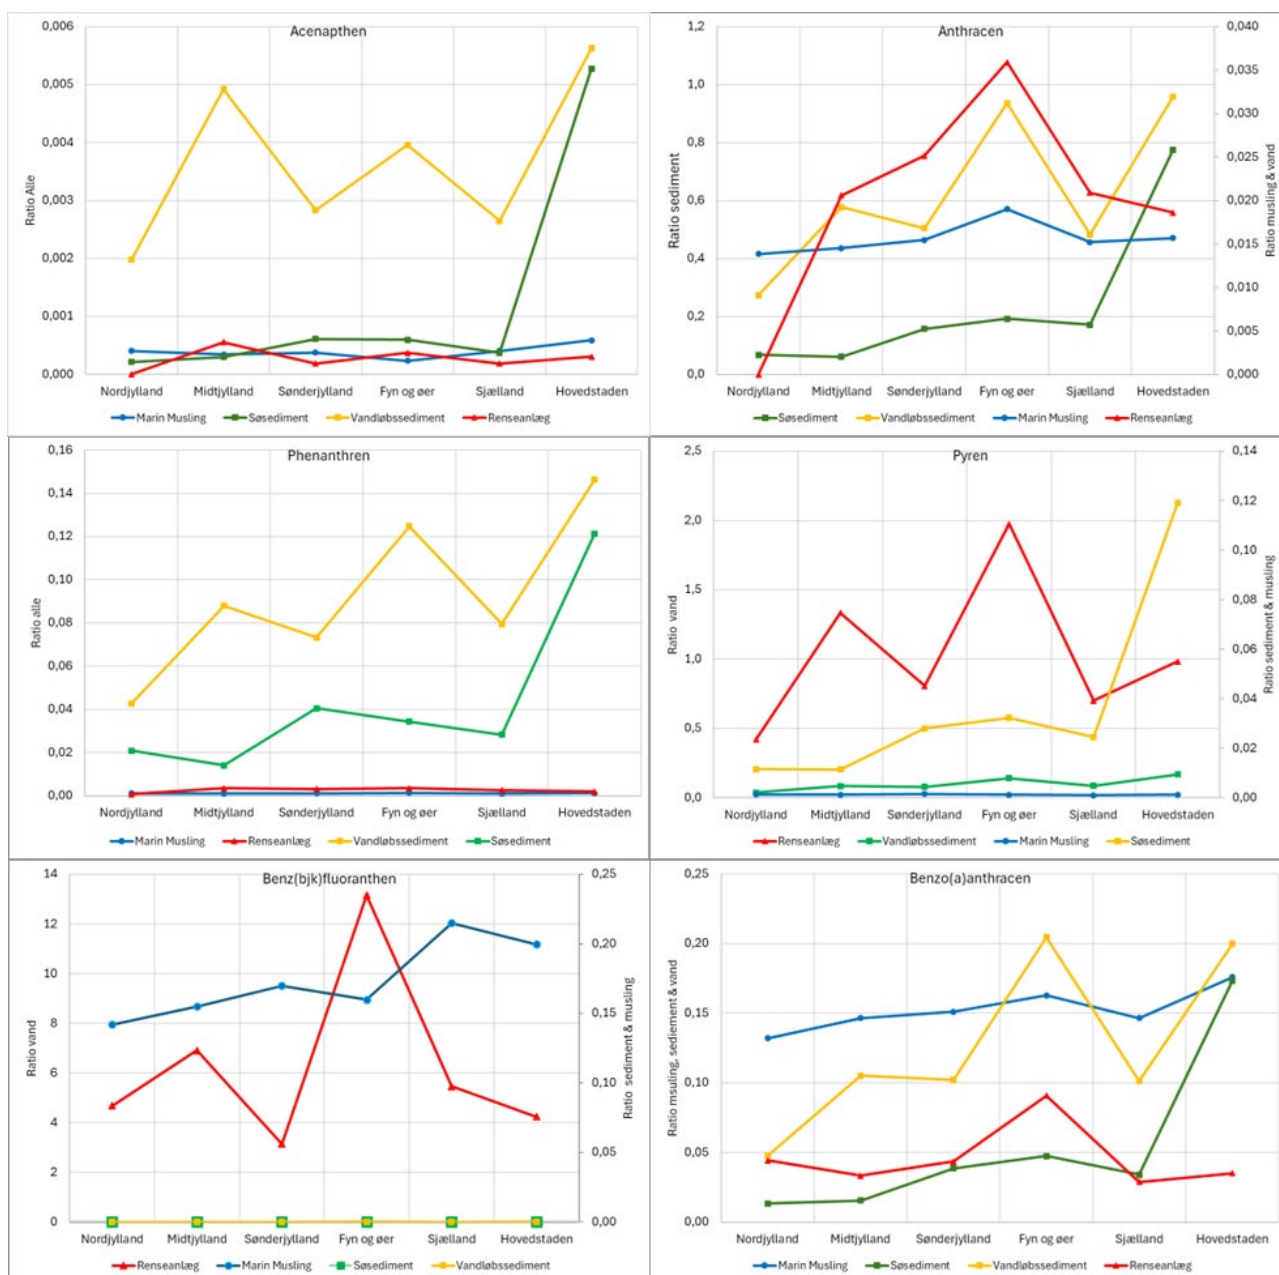 Acenapthen
Ratio Alle
0,006
0,005
0,004
0,003
0,002
0,001
0,000
Nordjylland Midtjylland Sønderjylland Fyn og øer Sjælland Hovedstaden
Marin Musling Søsediment Vandløbssediment Renseanlæg
Anthracen
Ratio sediment
1,2
1,0
0,8
0,6
0,4
0,2
0,0
0,040
0,035
0,030
0,025
0,020
0,015
0,010
0,005
0,000
Ratio musling & vand
Nordjylland Midtjylland Sønderjylland Fyn og øer Sjælland Hovedstaden
Søsediment Vandløbssediment Marin Musling Renseanlæg
Phenanthren
Ratio alle
0,16
0,14
0,12
0,10
0,08
0,06
0,04
0,02
0,00
Nordjylland Midtjylland Sønderjylland Fyn og øer Sjælland Hovedstaden
Marin Musling Renseanlæg Vandløbssediment Søsediment
Pyren
Ratio vand
2,5
2,0
1,5
1,0
0,5
0,0
0,14
0,12
0,10
0,08
0,06
0,04
0,02
0,00
Ratio sediment & musling
Nordjylland Midtjylland Sønderjylland Fyn og øer Sjælland Hovedstaden
Renseanlæg Vandløbssediment Marin Musling Søsediment
Benz(bjk)fluoranthen
Ratio vand
14
12
10
8
6
4
2
0
0,25
0,20
0,15
0,10
0,05
0,00
Ratio sediment & musling
Nordjylland Midtjylland Sønderjylland Fyn og øer Sjælland Hovedstaden
Renseanlæg Marin Musling Søsediment Vandløbssediment
Benzo(a)anthracen
Ratio msuling, sediement & vand
0,25
0,20
0,15
0,10
0,05
0,00
Nordjylland Midtjylland Sønderjylland Fyn og øer Sjælland Hovedstaden
Marin Musling Søsediment Vandløbssediment Renseanlæg